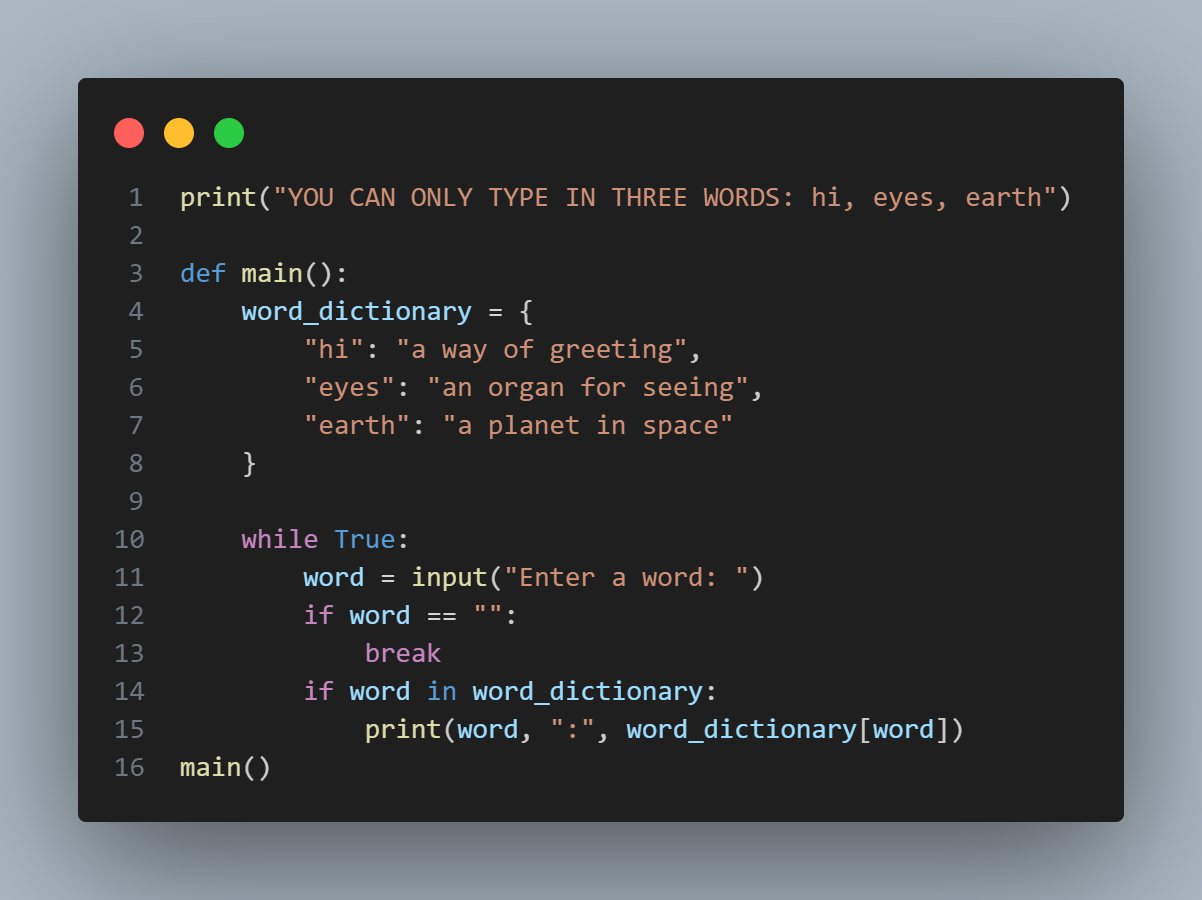 1 print("YOU CAN ONLY TYPE IN THREE WORDS: hi, eyes, earth")
2
3 def main():
4     word_dictionary = {
5         "hi": "a way of greeting",
6         "eyes": "an organ for seeing",
7         "earth": "a planet in space"
8     }
9
10     while True:
11         word = input("Enter a word: ")
12         if word == "":
13             break
14         if word in word_dictionary:
15             print(word, ":", word_dictionary[word])
16 main()